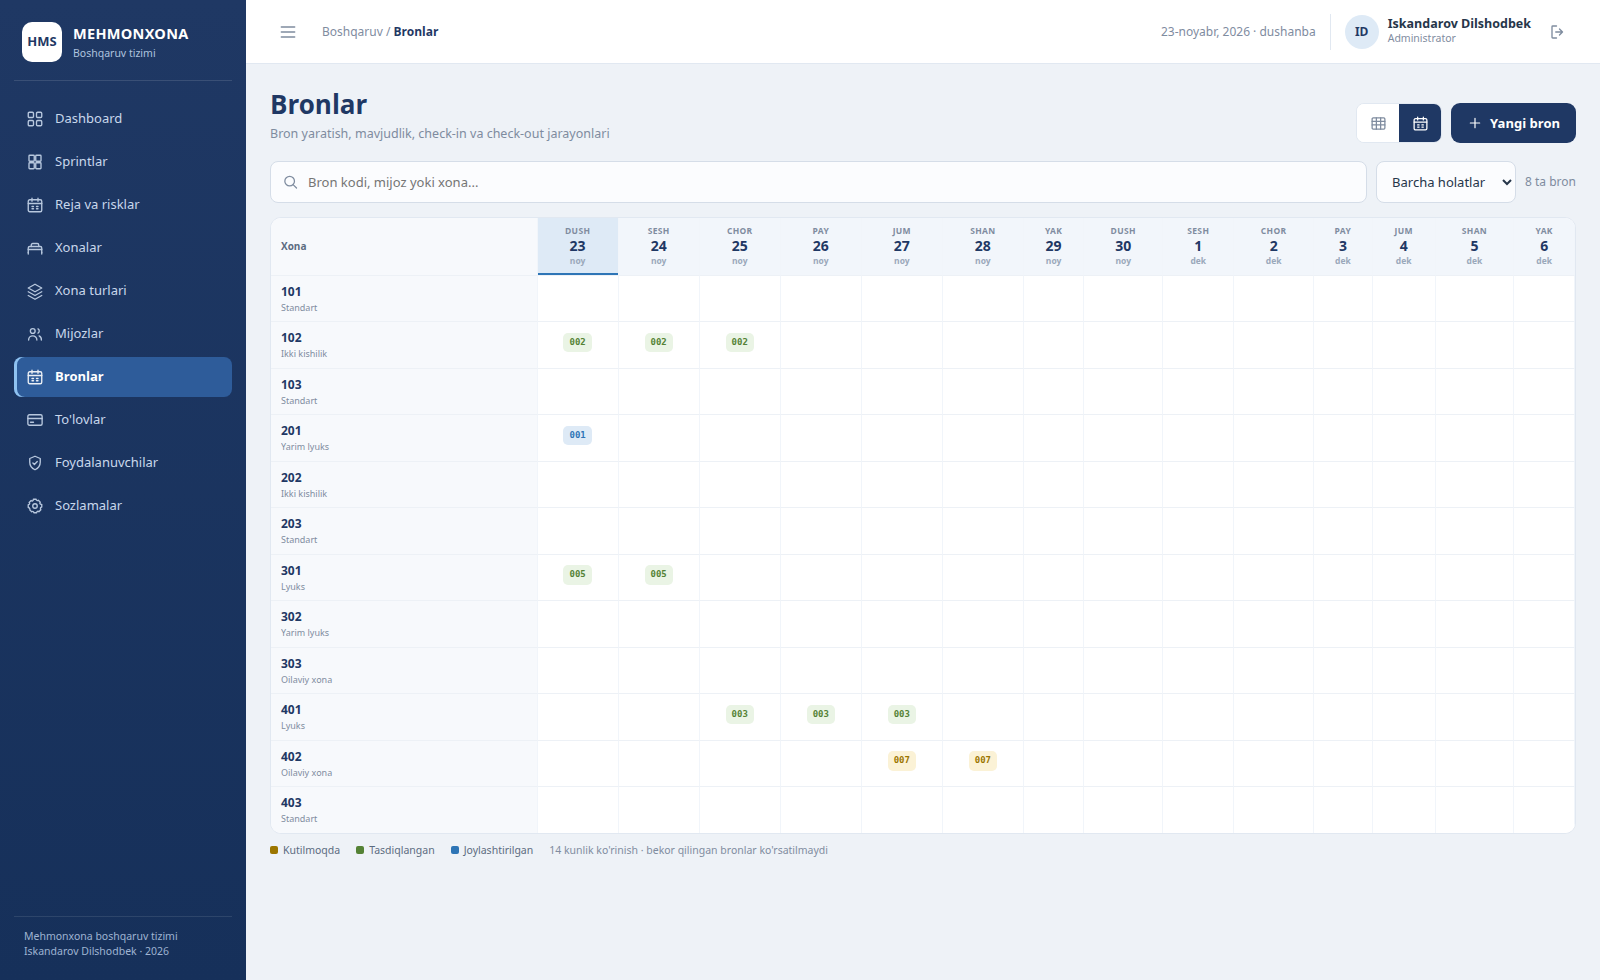 HMS
MEHMONXONA
Boshqaruv tizimi
Dashboard
Sprintlar
Reja va risklar
Xonalar
Xona turlari
Mijozlar
Bronlar
To'lovlar
Foydalanuvchilar
Sozlamalar
Mehmonxona boshqaruv tizimi
Iskandarov Dilshodbek · 2026
Boshqaruv / Bronlar
23-noyabr, 2026 · dushanba
ID
Iskandarov Dilshodbek
Administrator
Bronlar
Bron yaratish, mavjudlik, check-in va check-out jarayonlari
Yangi bron
Bron kodi, mijoz yoki xona...
Barcha holatlar
8 ta bron
Xona
DUSH SESH CHOR PAY JUM SHAN YAK DUSH SESH CHOR PAY JUM SHAN YAK
23 24 25 26 27 28 29 30 1 2 3 4 5 6
noy noy noy noy noy noy noy noy dek dek dek dek dek dek
101
Standart
102
Ikki kishilik
002 002 002
103
Standart
201
Yarim lyuks
001
202
Ikki kishilik
203
Standart
301
Lyuks
005 005
302
Yarim lyuks
303
Oilaviy xona
401
Lyuks
003 003 003
402
Oilaviy xona
007 007
403
Standart
Kutilmoqda
Tasdiqlangan
Joylashtirilgan
14 kunlik ko'rinish · bekor qilingan bronlar ko'rsatilmaydi